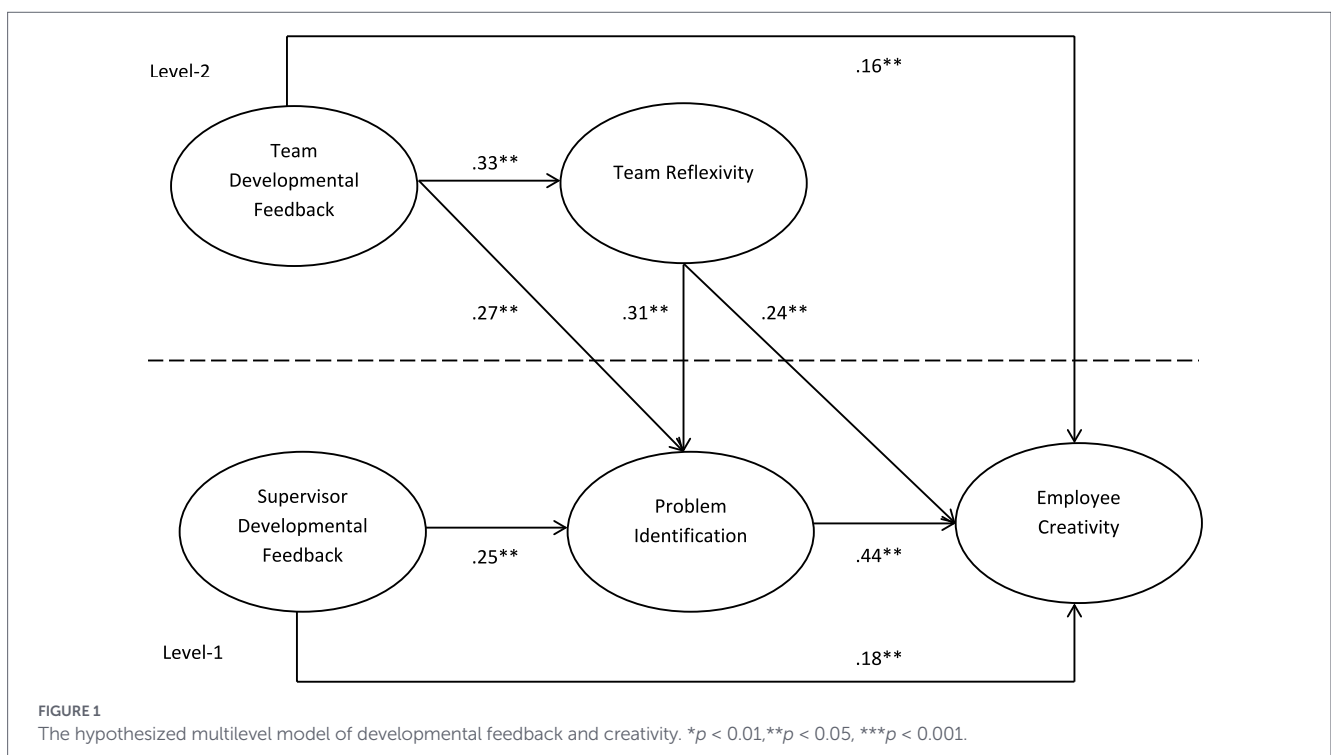 Level-2
.16**
Team
Developmental
Feedback
.33**
Team Reflexivity
.27**
.31**
.24**
Supervisor
Developmental
Feedback
.25**
Problem
Identification
.44**
Employee
Creativity
Level-1
.18**
FIGURE 1
The hypothesized multilevel model of developmental feedback and creativity. *p < 0.01,**p < 0.05, ***p < 0.001.